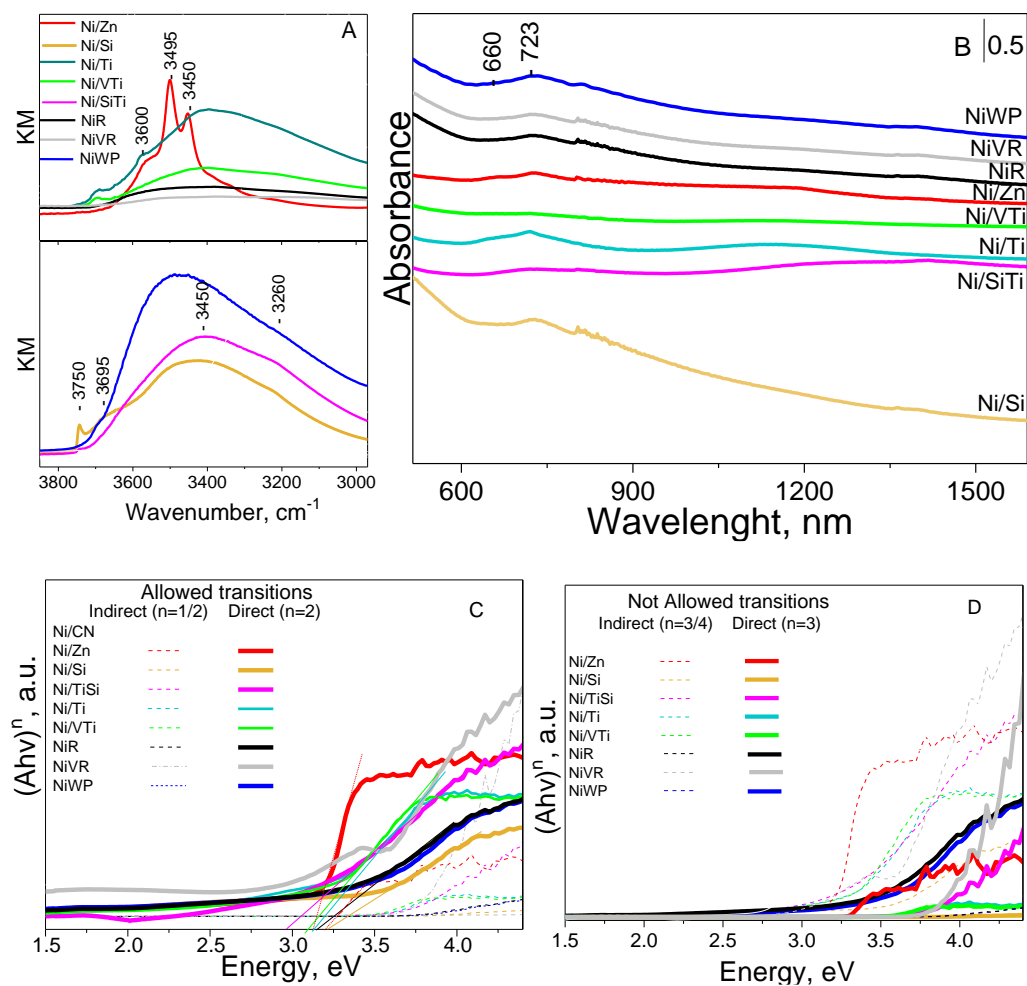 A
Ni/Zn
Ni/Si
Ni/Ti
Ni/VTi
Ni/SiTi
NiR
NiVR
NiWP
3600
3495
3450
KM
3750
3695
3450
3260
KM
3850 3600 3400 3200 3000
Wavenumber, cm-1
B 0.5
660
723
NiWP
NiVR
NiR
Ni/Zn
Ni/VTi
Ni/Ti
Ni/SiTi
Ni/Si
Absorbance
600 900 1200 1500
Wavelenght, nm
C
Allowed transitions
Indirect (n=1/2) Direct (n=2)
Ni/CN
Ni/Zn
Ni/Si
Ni/TiSi
Ni/Ti
Ni/VTi
NiR
NiVR
NiWP
(Ahv)n, a.u.
1.5 2.0 2.5 3.0 3.5 4.0
Energy, eV
D
Not Allowed transitions
Indirect (n=3/4) Direct (n=3)
Ni/Zn
Ni/Si
Ni/TiSi
Ni/Ti
Ni/VTi
NiR
NiVR
NiWP
(Ahv)n, a.u.
1.5 2.0 2.5 3.0 3.5 4.0
Energy, eV